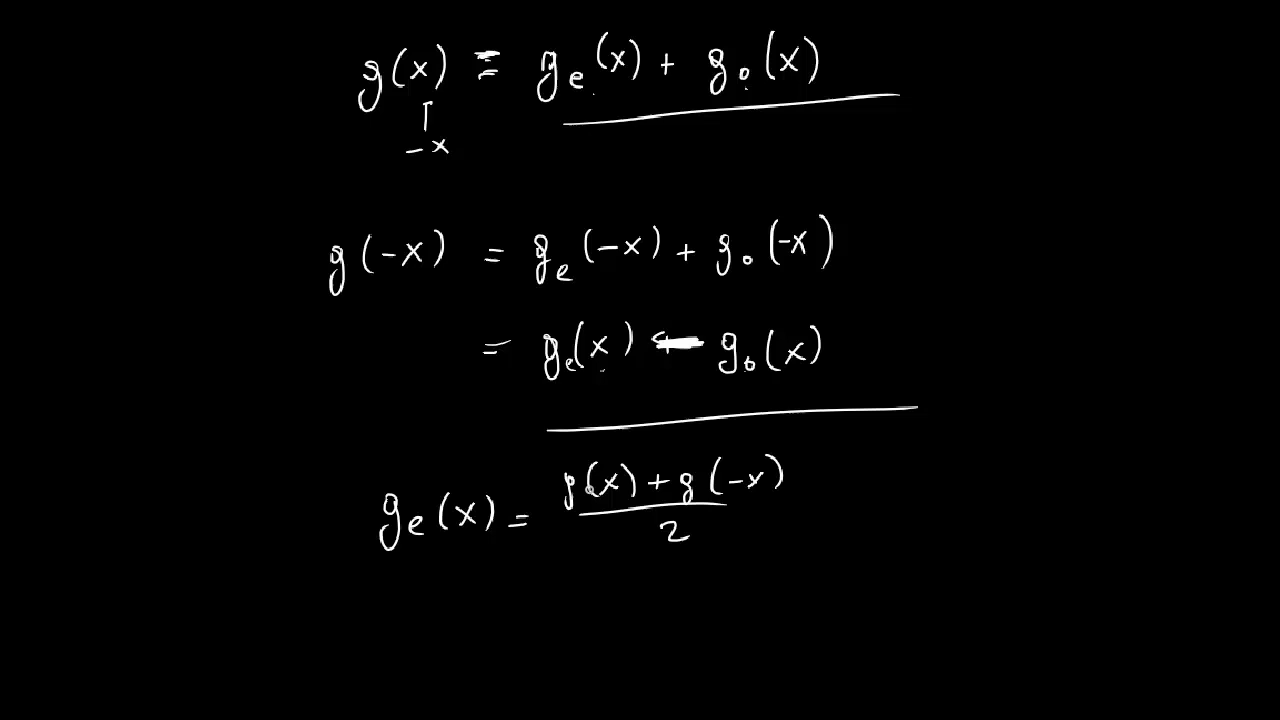 g(x) = gₑ(x) + gₒ(x)
-x
g(-x) = gₑ(-x) + gₒ(-x)
= gₑ(x) - gₒ(x)
gₑ(x) = g(x) + g(-x)
2